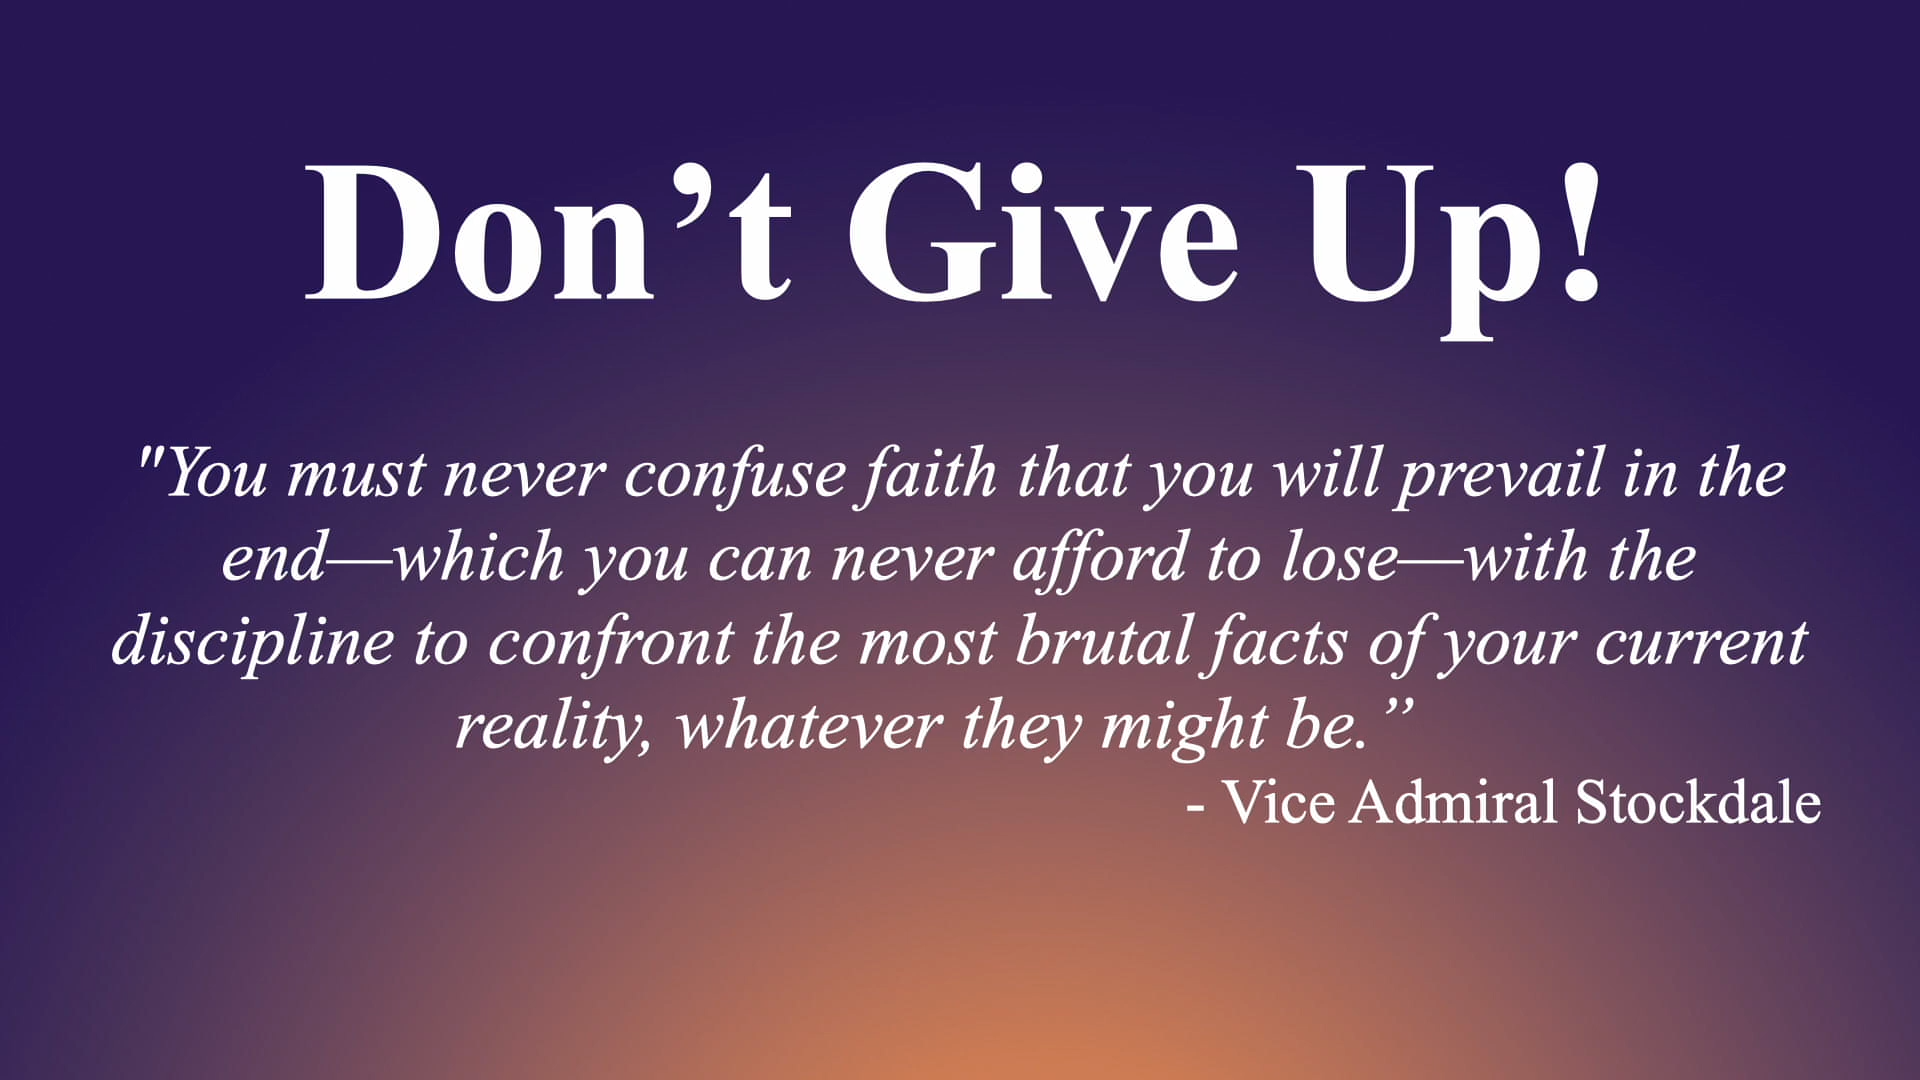 Don’t Give Up!
"You must never confuse faith that you will prevail in the
end—which you can never afford to lose—with the
discipline to confront the most brutal facts of your current
reality, whatever they might be.”
- Vice Admiral Stockdale